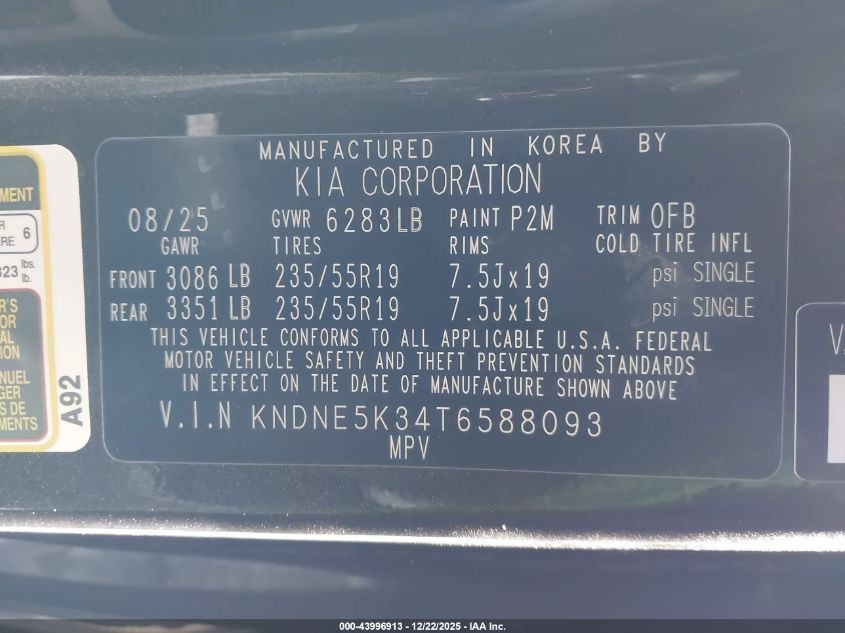 MANUFACTURED IN KOREA BY
KIA CORPORATION
08/25 GVWR 6283LB PAINT P2M TRIM OFB
GAWR TIRES RIMS COLD TIRE INFL
FRONT 3086 LB 235/55R19 7.5Jx19 psi SINGLE
REAR 3351 LB 235/55R19 7.5Jx19 psi SINGLE
THIS VEHICLE CONFORMS TO ALL APPLICABLE U.S.A. FEDERAL
MOTOR VEHICLE SAFETY AND THEFT PREVENTION STANDARDS
IN EFFECT ON THE DATE OF MANUFACTURE SHOWN ABOVE
V.I.N KNDNE5K34T6588093
MPV
6
lbs.
lb.
A92
000-43996913 - 12/22/2025 - IAA Inc.